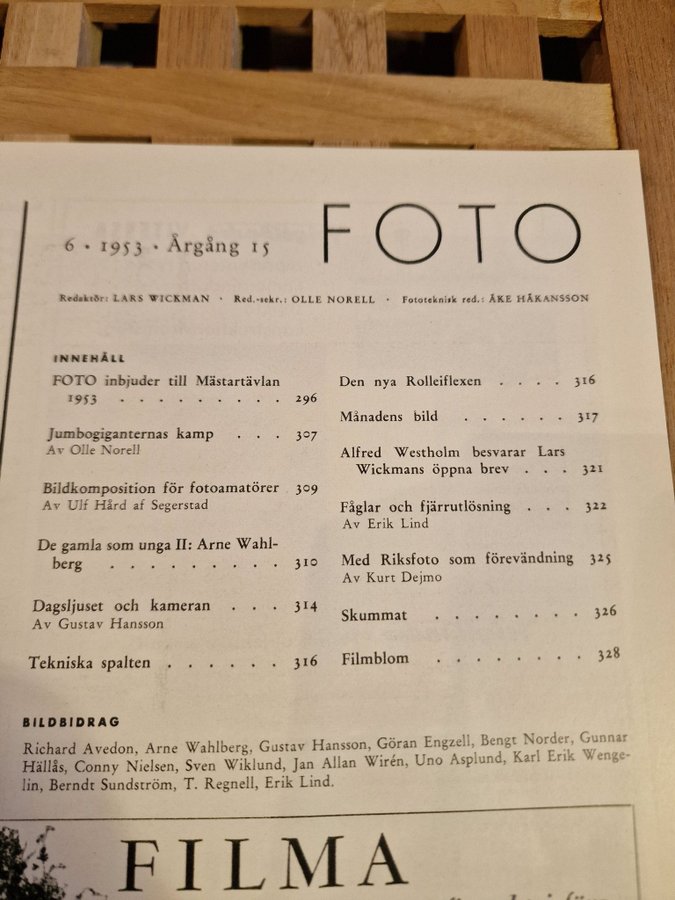 6 · 1953 · Årgång 15
FOTO
Redaktör: LARS WICKMAN · Red.-sekr.: OLLE NORELL · Fototeknisk red.: ÅKE HÅKANSSON
INNEHÅLL
FOTO inbjuder till Mästartävlan
1953 . . . . . . . . . 296
Jumbogiganternas kamp . . . 307
Av Olle Norell
Bildkomposition för fotoamatörer 309
Av Ulf Hård af Segerstad
De gamla som unga II: Arne Wahl-
berg . . . . . . . . . 310
Dagsljuset och kameran . . . 314
Av Gustav Hansson
Tekniska spalten . . . . . . 316
Den nya Rolleiflexen . . . . 316
Månadens bild . . . . . . 317
Alfred Westholm besvarar Lars
Wickmans öppna brev . . . 321
Fåglar och fjärrutlösning . . . 322
Av Erik Lind
Med Riksfoto som förevändning 325
Av Kurt Dejmo
Skummat . . . . . . . . 326
Filmblom . . . . . . . . 328
BILDBIDRAG
Richard Avedon, Arne Wahlberg, Gustav Hansson, Göran Engzell, Bengt Norder, Gunnar
Hällås, Conny Nielsen, Sven Wiklund, Jan Allan Wirén, Uno Asplund, Karl Erik Wenge-
lin, Berndt Sundström, T. Regnell, Erik Lind.
FILMA